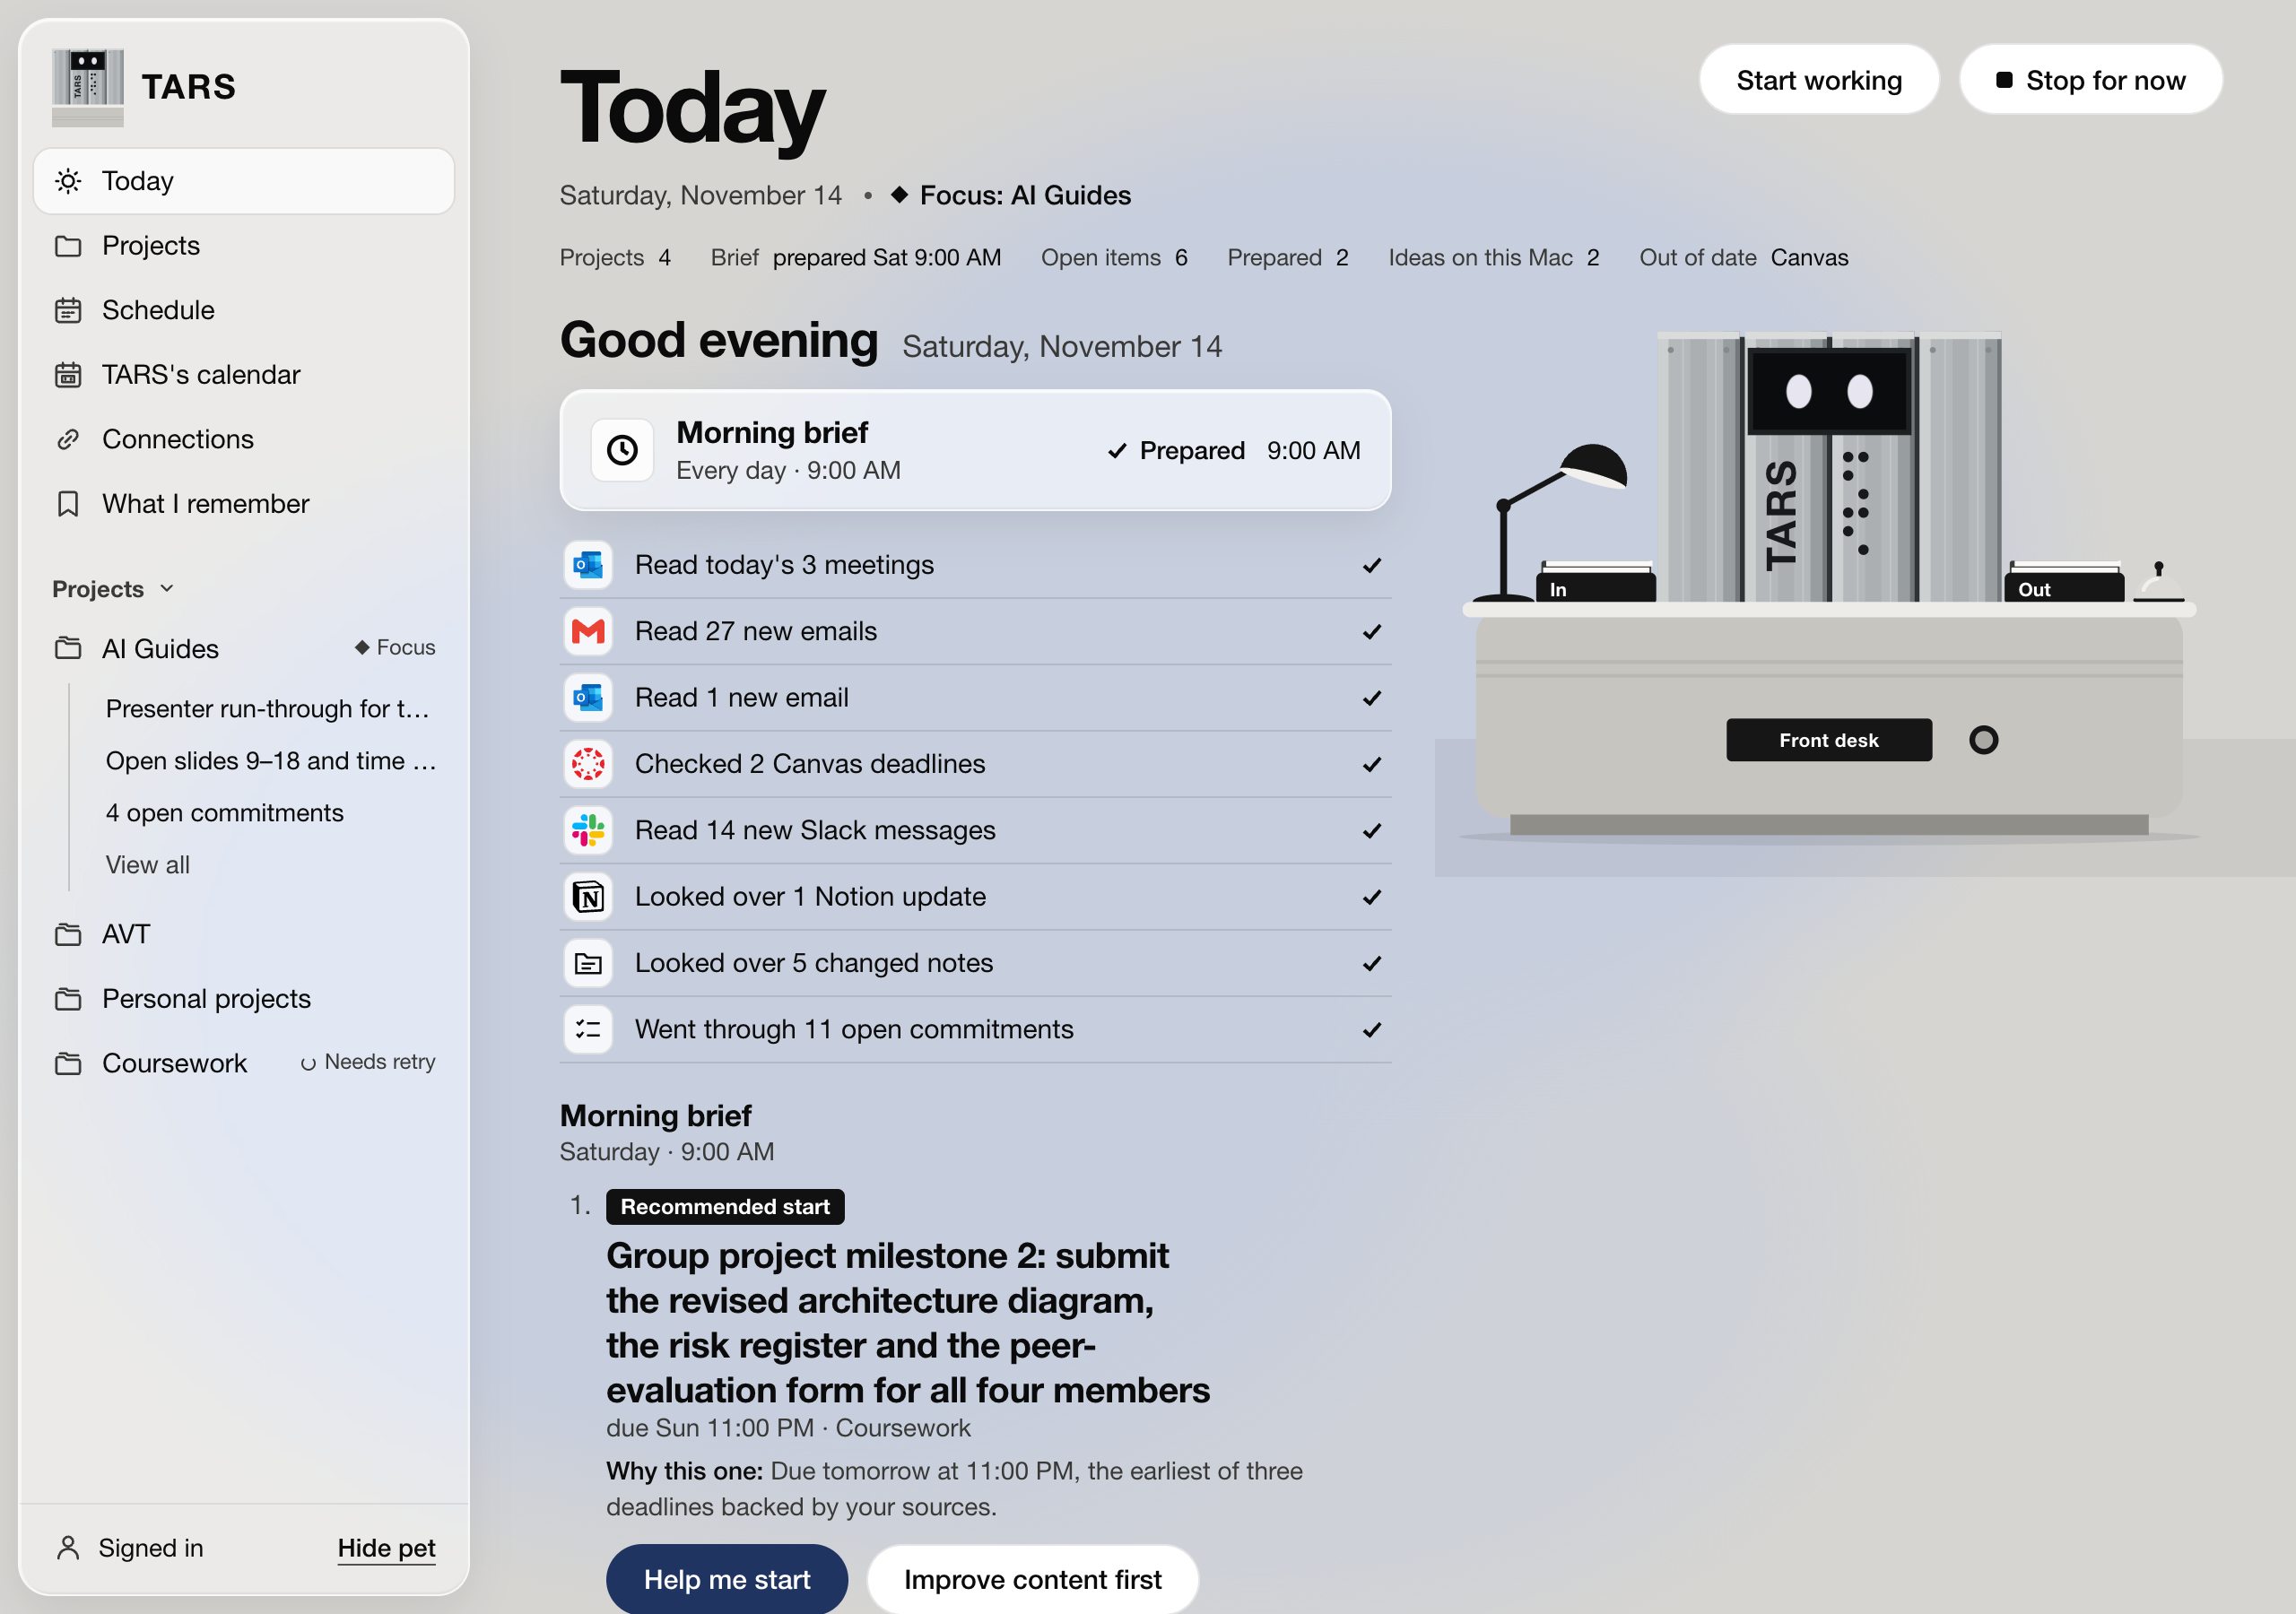 TARS
TARS
Today
Projects
Schedule
TARS's calendar
Connections
What I remember
Projects
AI Guides
Focus
Presenter run-through for t…
Open slides 9–18 and time …
4 open commitments
View all
AVT
Personal projects
Coursework
Needs retry
Signed in
Hide pet
Start working
Stop for now
Today
Saturday, November 14 • ◆ Focus: AI Guides
Projects 4 Brief prepared Sat 9:00 AM Open items 6 Prepared 2 Ideas on this Mac 2 Out of date Canvas
Good evening Saturday, November 14
Morning brief
Every day · 9:00 AM
Prepared 9:00 AM
Read today's 3 meetings
Read 27 new emails
Read 1 new email
Checked 2 Canvas deadlines
Read 14 new Slack messages
Looked over 1 Notion update
Looked over 5 changed notes
Went through 11 open commitments
TARS
In
Out
Front desk
Morning brief
Saturday · 9:00 AM
1. Recommended start
Group project milestone 2: submit
the revised architecture diagram,
the risk register and the peer-
evaluation form for all four members
due Sun 11:00 PM · Coursework
Why this one: Due tomorrow at 11:00 PM, the earliest of three
deadlines backed by your sources.
Help me start
Improve content first